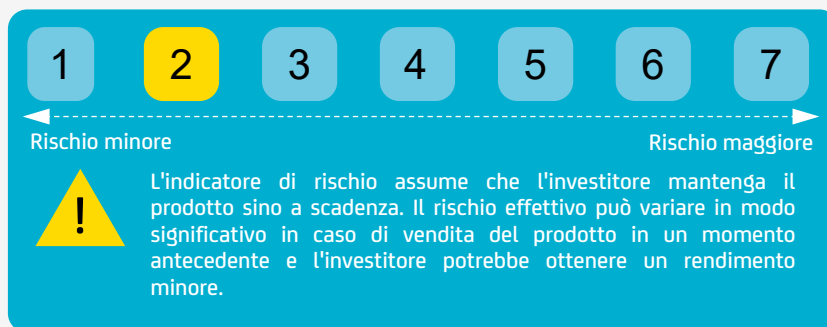 1 2 3 4 5 6 7
Rischio minore Rischio maggiore
L'indicatore di rischio assume che l'investitore mantenga il
prodotto sino a scadenza. Il rischio effettivo può variare in modo
significativo in caso di vendita del prodotto in un momento
antecedente e l'investitore potrebbe ottenere un rendimento
minore.
!